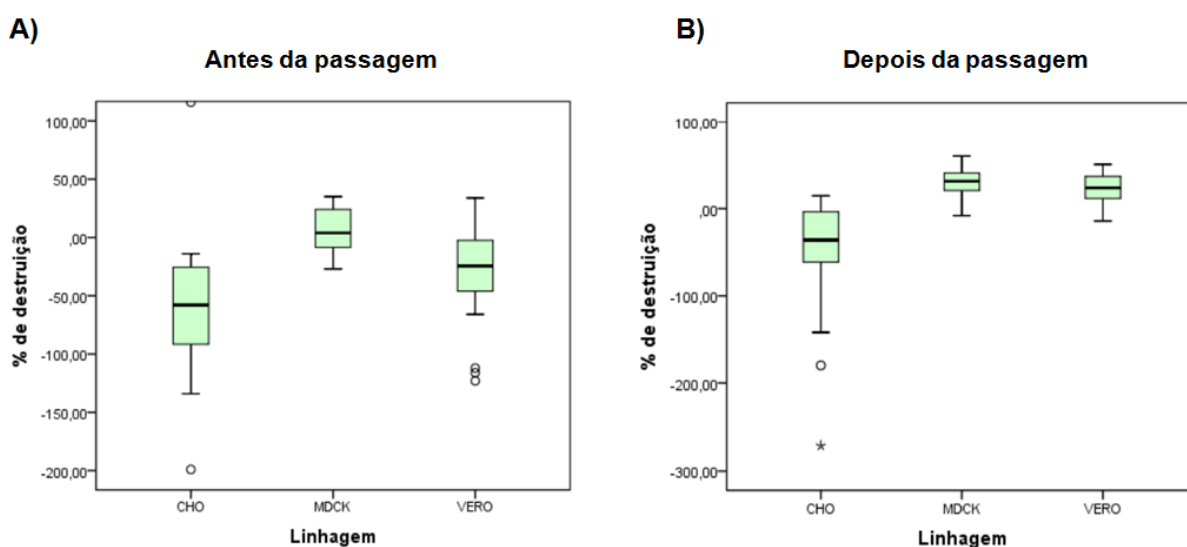 A)
Antes da passagem
% de destruição
100,00
50,00
,00
-50,00
-100,00
-150,00
-200,00
CHO MDCK VERO
Linhagem
B)
Depois da passagem
% de destruição
100,00
,00
-100,00
-200,00
-300,00
CHO MDCK VERO
Linhagem